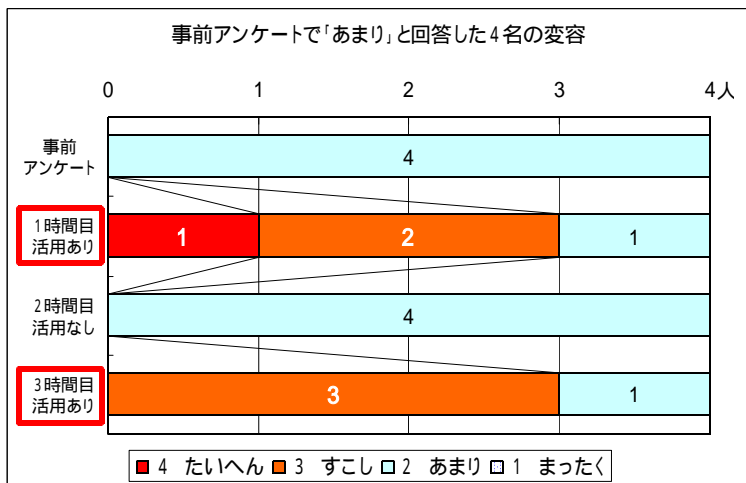 事前アンケートで「あまり」と回答した4名の変容
0 1 2 3 4人
事前
アンケート
4
1時間目
活用あり
1 2 1
2時間目
活用なし
4
3時間目
活用あり
3 1
4 たいへん 3 すこし 2 あまり 1 まったく